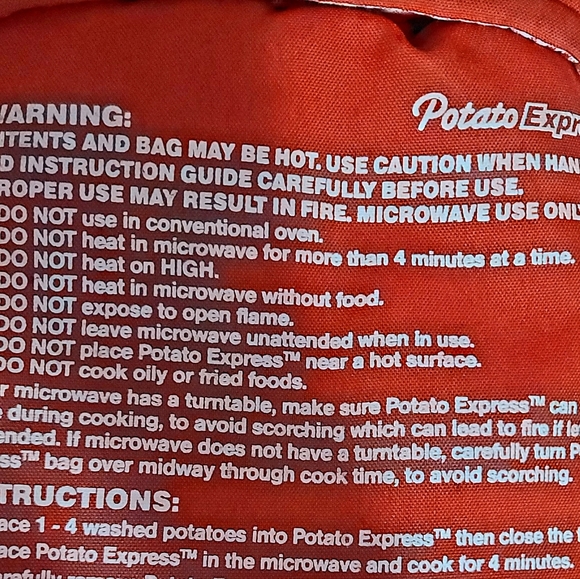 Potato Expr
WARNING:
TENTS AND BAG MAY BE HOT. USE CAUTION WHEN HAN
D INSTRUCTION GUIDE CAREFULLY BEFORE USE.
ROPER USE MAY RESULT IN FIRE. MICROWAVE USE ONL
DO NOT use in conventional oven.
DO NOT heat in microwave for more than 4 minutes at a time.
DO NOT heat on HIGH.
DO NOT heat in microwave without food.
DO NOT expose to open flame.
DO NOT leave microwave unattended when in use.
DO NOT place Potato Express™ near a hot surface.
DO NOT cook oily or fried foods.
r microwave has a turntable, make sure Potato Express™ can
e during cooking, to avoid scorching which can lead to fire if le
ended. If microwave does not have a turntable, carefully turn P
ss™ bag over midway through cook time, to avoid scorching.
TRUCTIONS:
ace 1 - 4 washed potatoes into Potato Express™ then close the
ace Potato Express™ in the microwave and cook for 4 minutes.